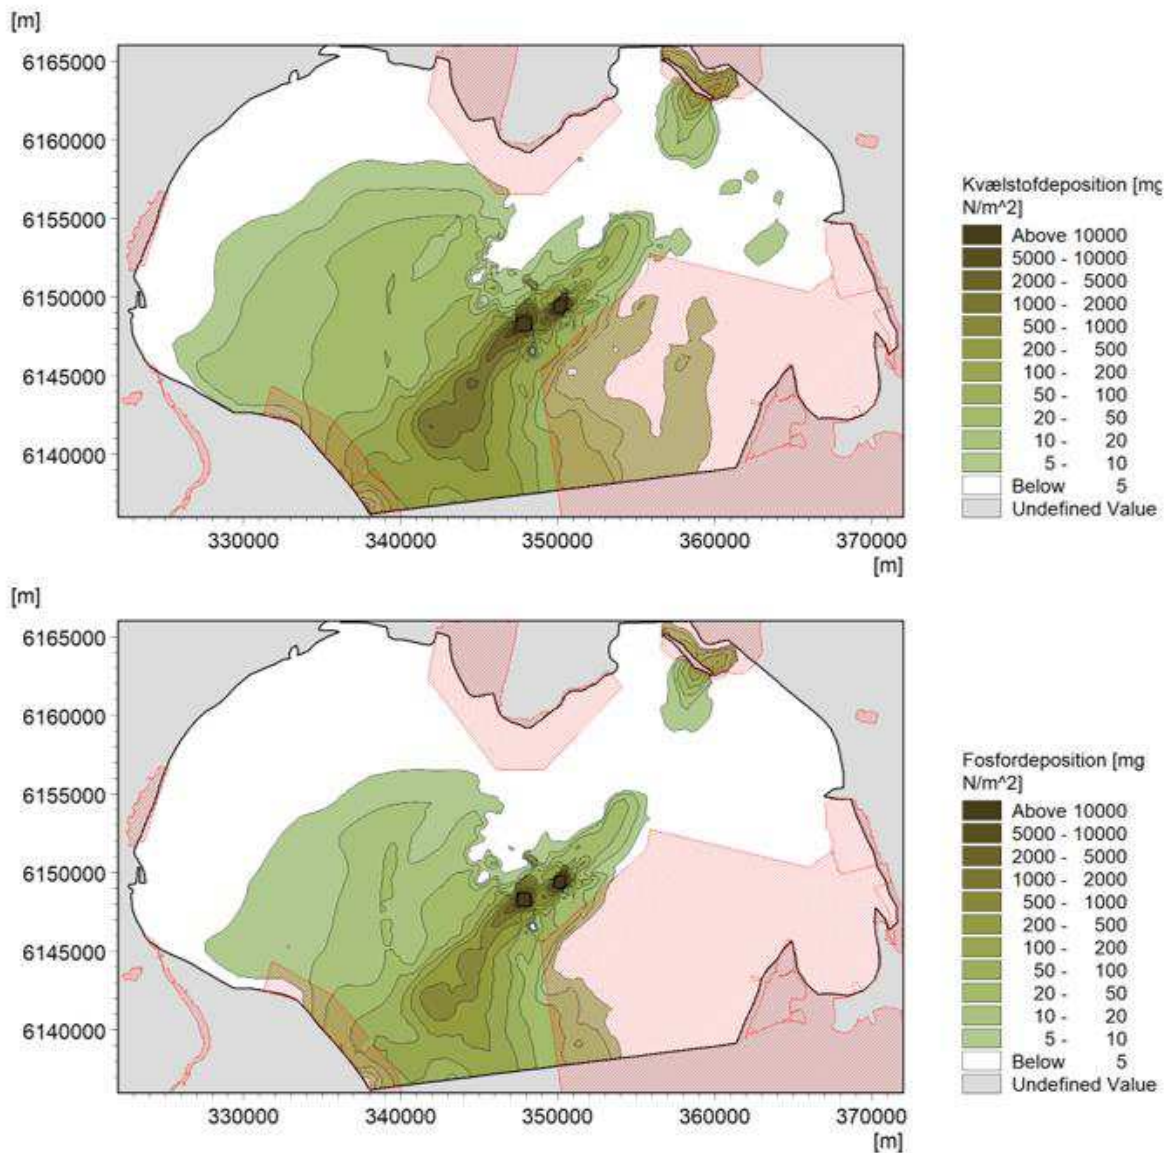 [m]
6165000
6160000
6155000
6150000
6145000
6140000
330000 340000 350000 360000 370000
[m]
Kvælstofdeposition [mg
N/m^2]
Above 10000
5000 - 10000
2000 - 5000
1000 - 2000
500 - 1000
200 - 500
100 - 200
50 - 100
20 - 50
10 - 20
5 - 10
Below 5
Undefined Value
[m]
6165000
6160000
6155000
6150000
6145000
6140000
330000 340000 350000 360000 370000
[m]
Fosfordeposition [mg
N/m^2]
Above 10000
5000 - 10000
2000 - 5000
1000 - 2000
500 - 1000
200 - 500
100 - 200
50 - 100
20 - 50
10 - 20
5 - 10
Below 5
Undefined Value